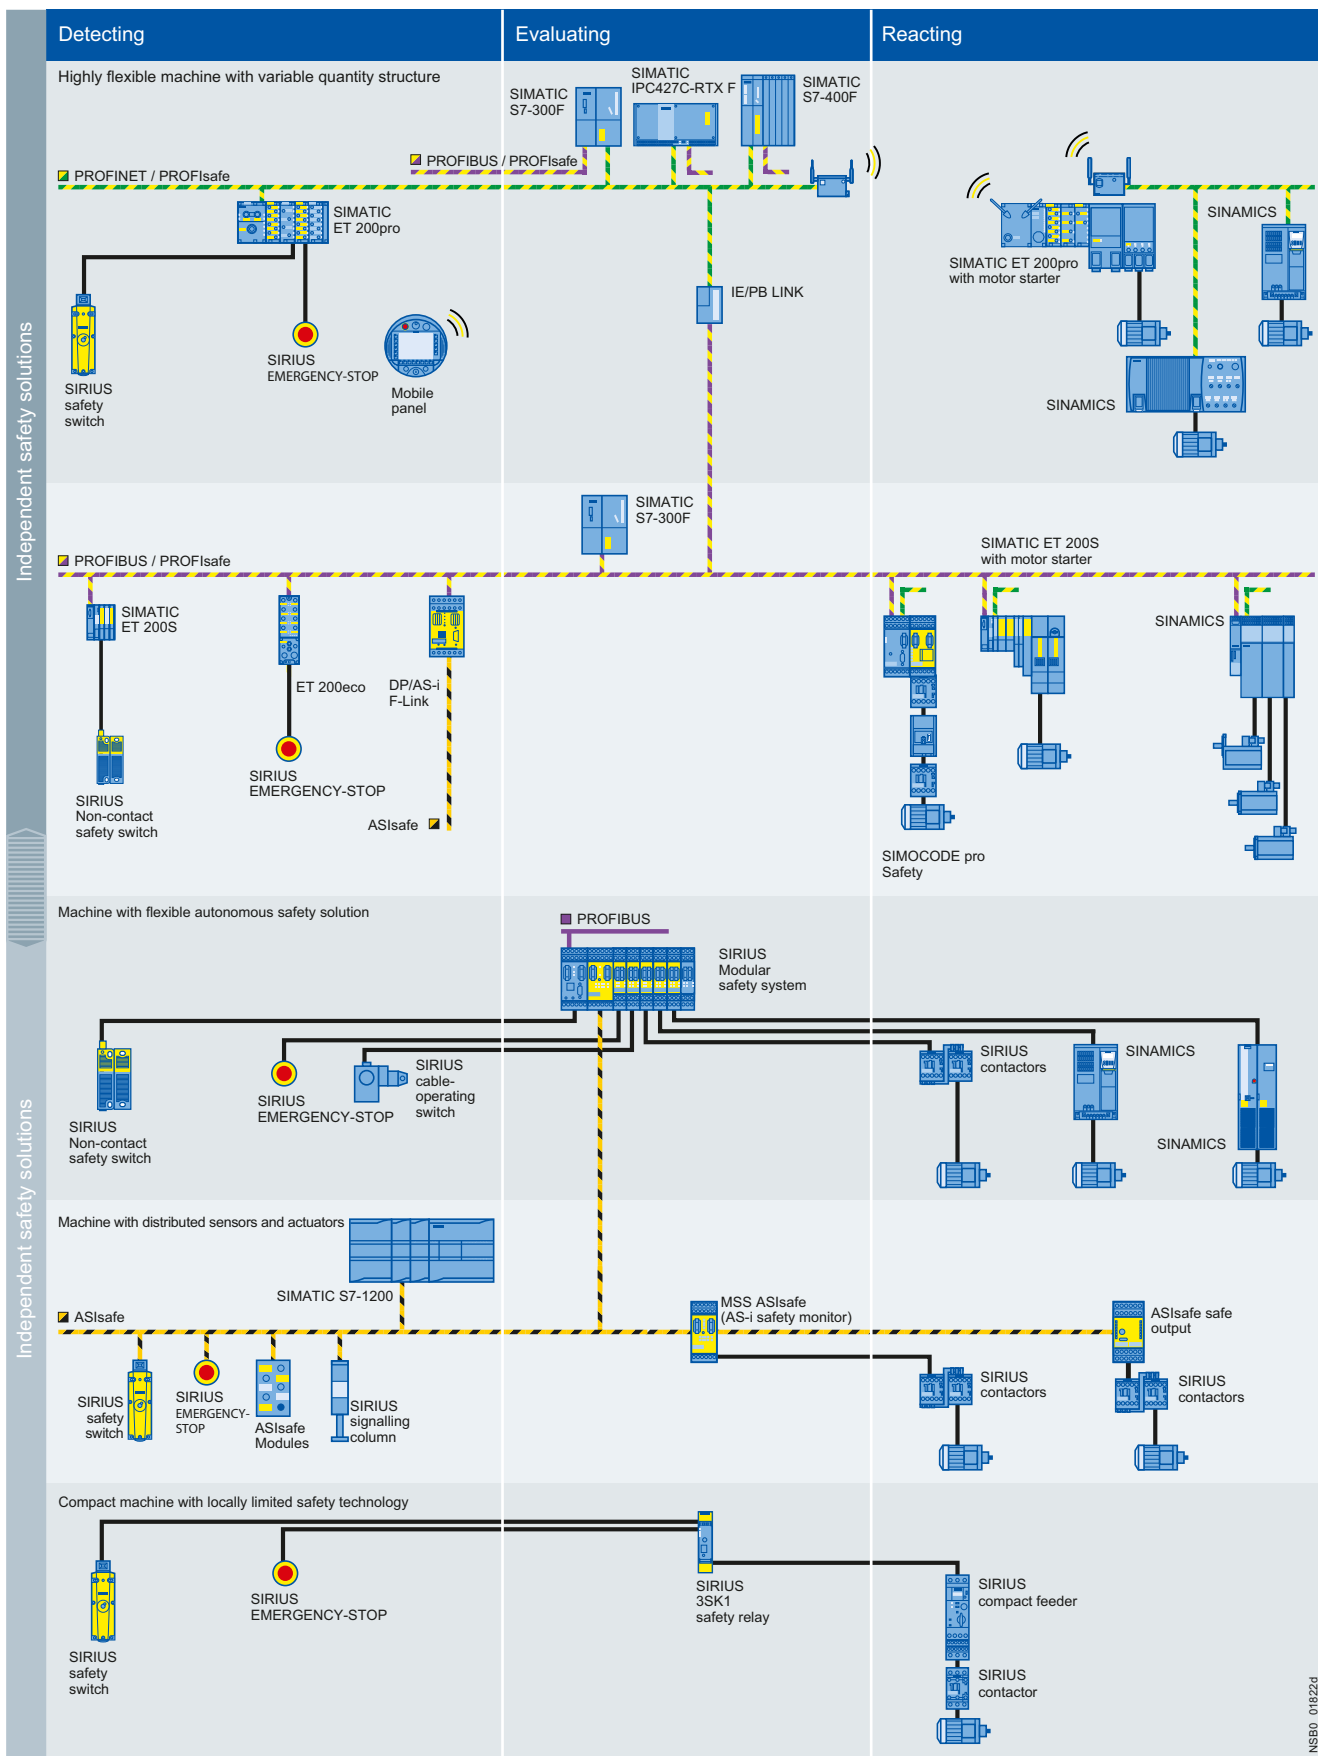 Detecting
Evaluating
Reacting
Independent safety solutions
Independent safety solutions
Highly flexible machine with variable quantity structure
SIMATIC
S7-300F
SIMATIC
IPC427C-RTX F
SIMATIC
S7-400F
PROFIBUS / PROFIsafe
PROFINET / PROFIsafe
SIMATIC
ET 200pro
SIRIUS
safety
switch
SIRIUS
EMERGENCY-STOP
Mobile
panel
IE/PB LINK
SIMATIC ET 200pro
with motor starter
SINAMICS
SINAMICS
SIMATIC
S7-300F
PROFIBUS / PROFIsafe
SIMATIC
ET 200S
ET 200eco
DP/AS-i
F-Link
SIRIUS
Non-contact
safety switch
SIRIUS
EMERGENCY-STOP
ASIsafe
SIMATIC ET 200S
with motor starter
SINAMICS
SIMOCODE pro
Safety
Machine with flexible autonomous safety solution
PROFIBUS
SIRIUS
Modular
safety system
SIRIUS
Non-contact
safety switch
SIRIUS
EMERGENCY-STOP
SIRIUS
cable-
operating
switch
SIRIUS
contactors
SINAMICS
SINAMICS
Machine with distributed sensors and actuators
SIMATIC S7-1200
ASIsafe
SIRIUS
safety
switch
SIRIUS
EMERGENCY-
STOP
ASIsafe
Modules
SIRIUS
signalling
column
MSS ASIsafe
(AS-i safety monitor)
ASIsafe safe
output
SIRIUS
contactors
SIRIUS
contactors
Compact machine with locally limited safety technology
SIRIUS
safety
switch
SIRIUS
EMERGENCY-STOP
SIRIUS
3SK1
safety relay
SIRIUS
compact feeder
SIRIUS
contactor
NSB0_01822d